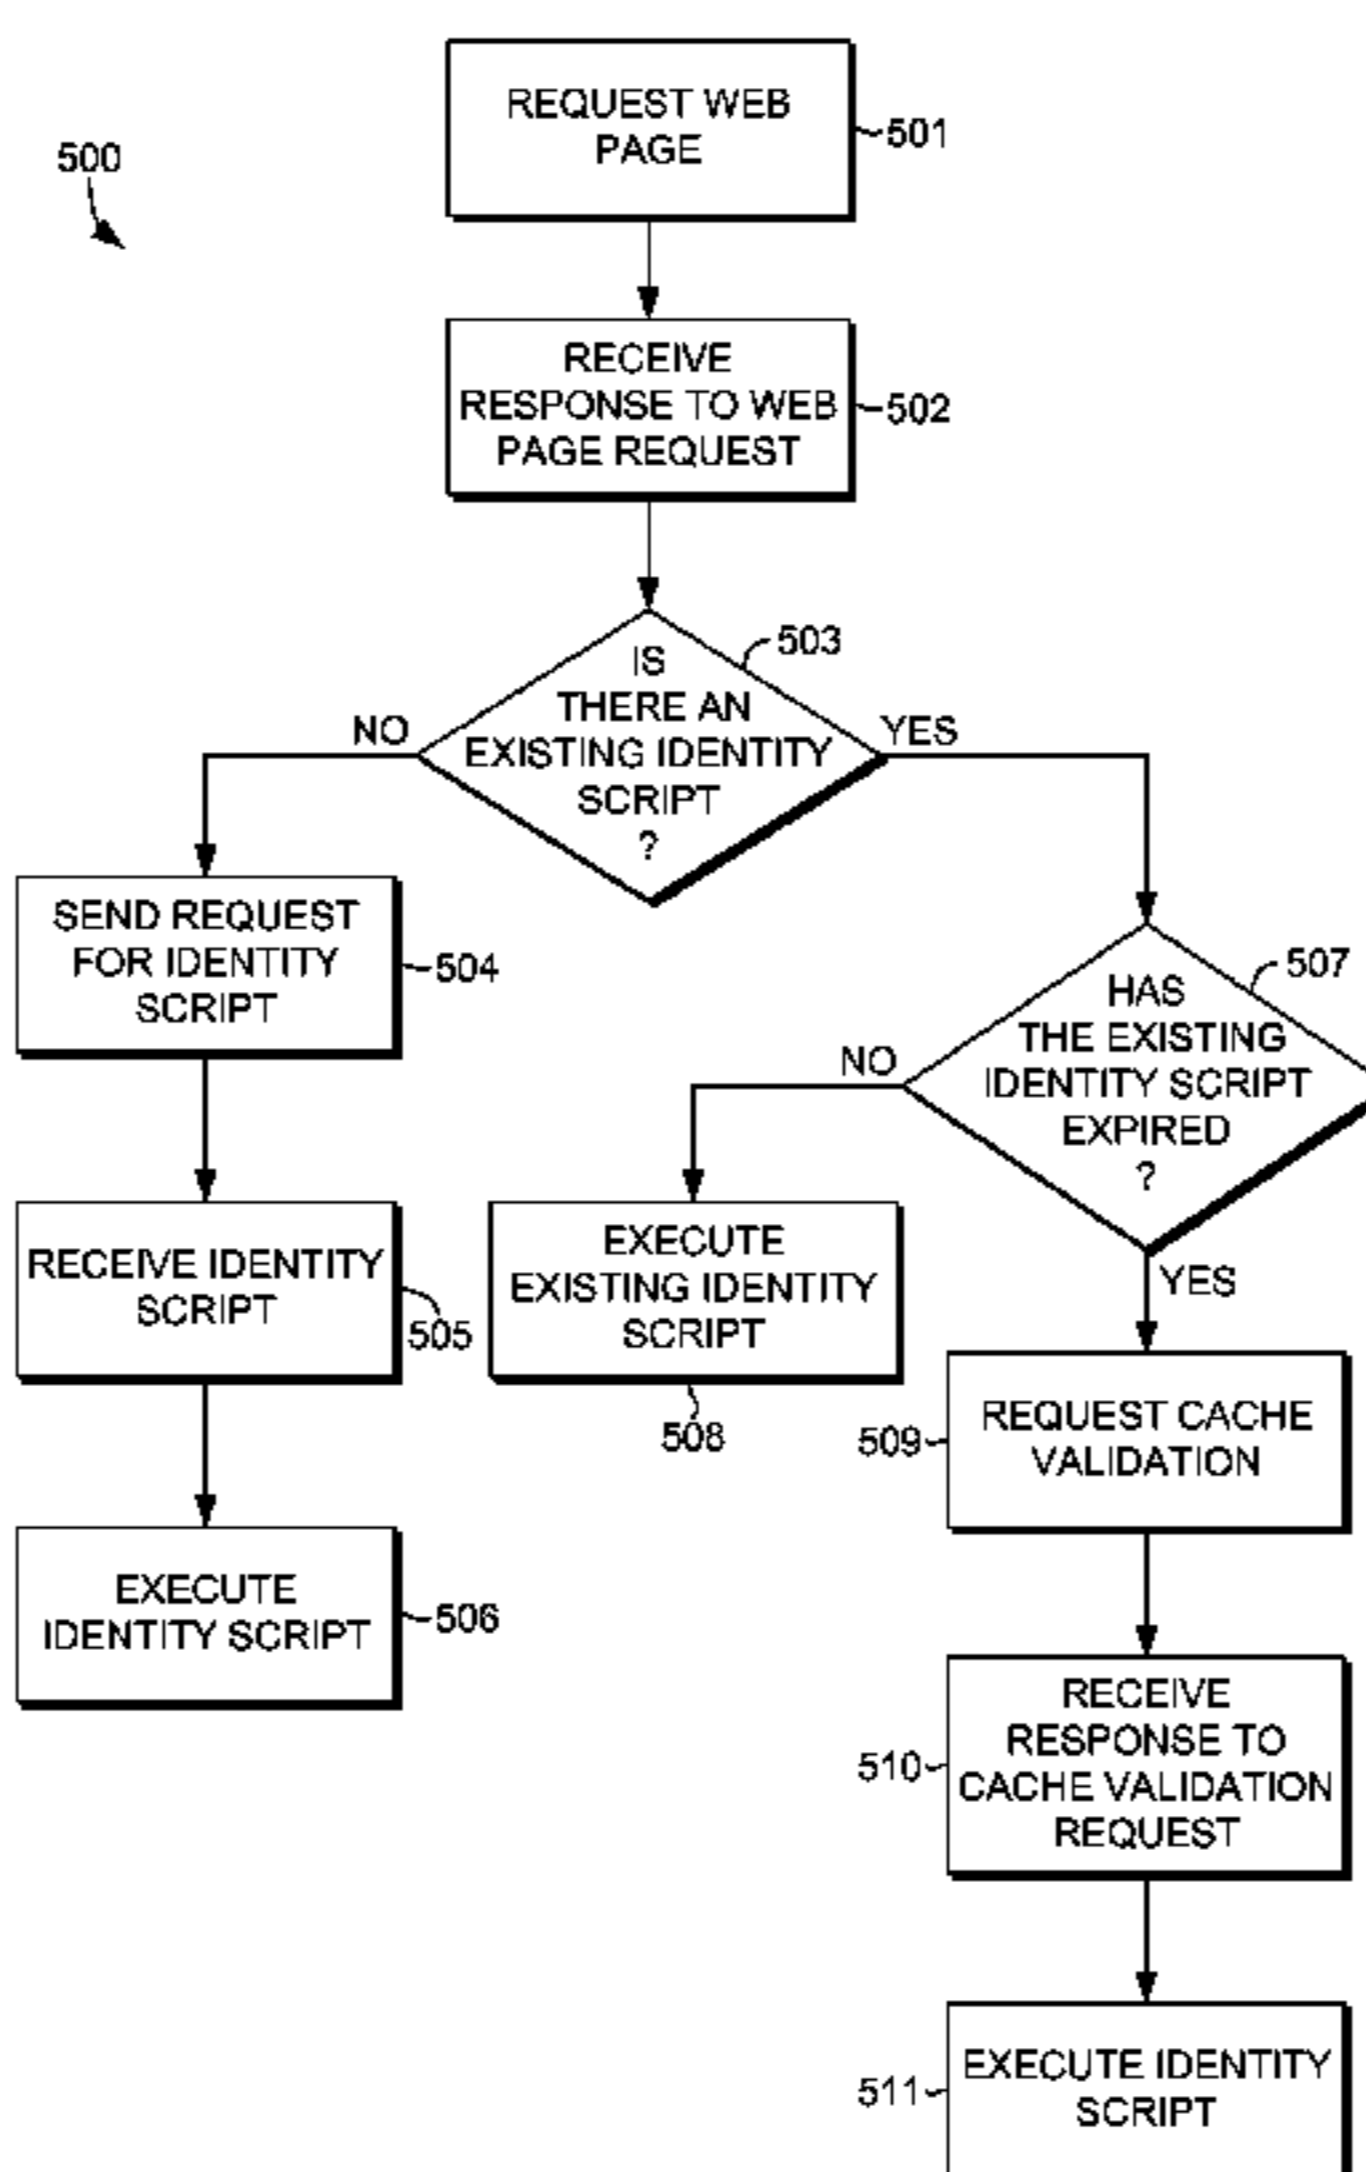 REQUEST WEB
PAGE
501
500
RECEIVE
RESPONSE TO WEB
PAGE REQUEST
502
503
IS
THERE AN
EXISTING IDENTITY
SCRIPT
?
NO
YES
SEND REQUEST
FOR IDENTITY
SCRIPT
504
507
HAS
THE EXISTING
IDENTITY SCRIPT
EXPIRED
?
NO
YES
RECEIVE IDENTITY
SCRIPT
505
EXECUTE
EXISTING IDENTITY
SCRIPT
508
REQUEST CACHE
VALIDATION
509
EXECUTE
IDENTITY SCRIPT
506
RECEIVE
RESPONSE TO
CACHE VALIDATION
REQUEST
510
EXECUTE IDENTITY
SCRIPT
511